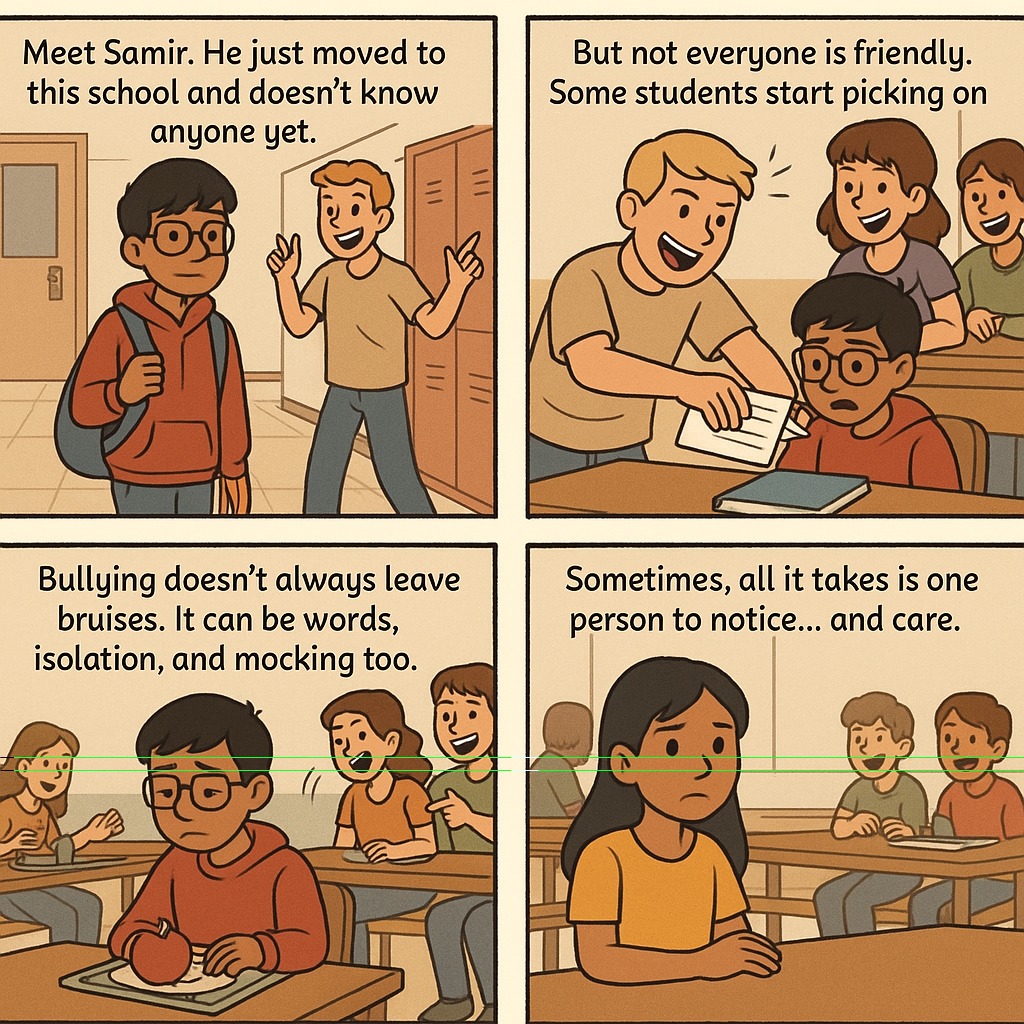 Meet Samir. He just moved to
this school and doesn't know
anyone yet.
But not everyone is friendly.
Some students start picking on
Bullying doesn't always leave
bruises. It can be words,
isolation, and mocking too.
Sometimes, all it takes is one
person to notice... and care.